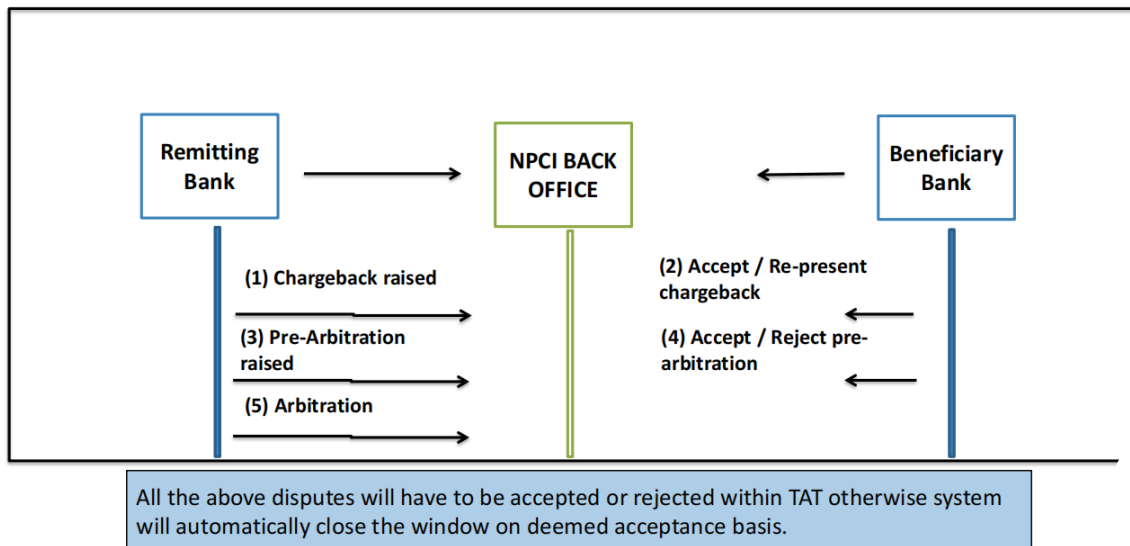 Remitting
Bank
NPCI BACK
OFFICE
Beneficiary
Bank
(1) Chargeback raised
(2) Accept / Re-present
chargeback
(3) Pre-Arbitration
raised
(4) Accept / Reject pre-
arbitration
(5) Arbitration
All the above disputes will have to be accepted or rejected within TAT otherwise system
will automatically close the window on deemed acceptance basis.